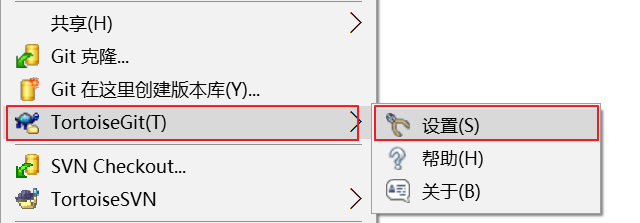 共享(H)
Git 克隆...
Git 在这里创建版本库(Y)...
TortoiseGit(T)
设置(S)
帮助(H)
关于(B)
SVN Checkout...
TortoiseSVN